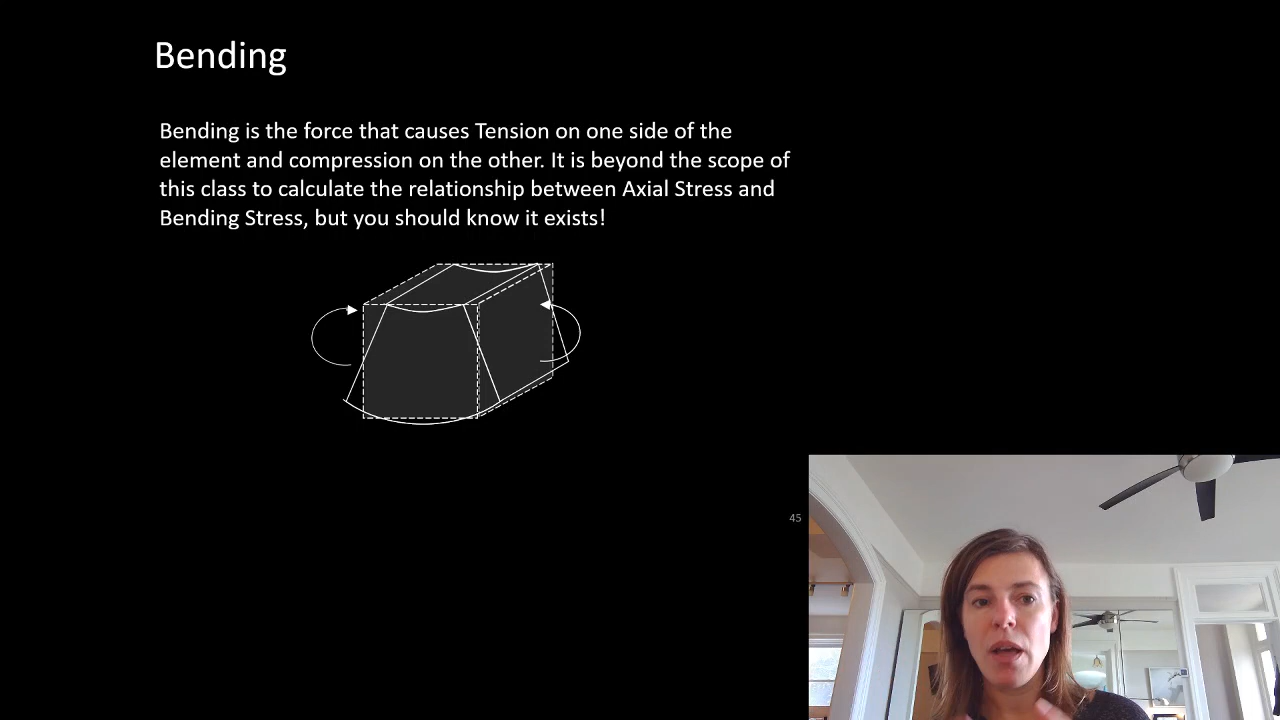 Bending
Bending is the force that causes Tension on one side of the
element and compression on the other. It is beyond the scope of
this class to calculate the relationship between Axial Stress and
Bending Stress, but you should know it exists!
45